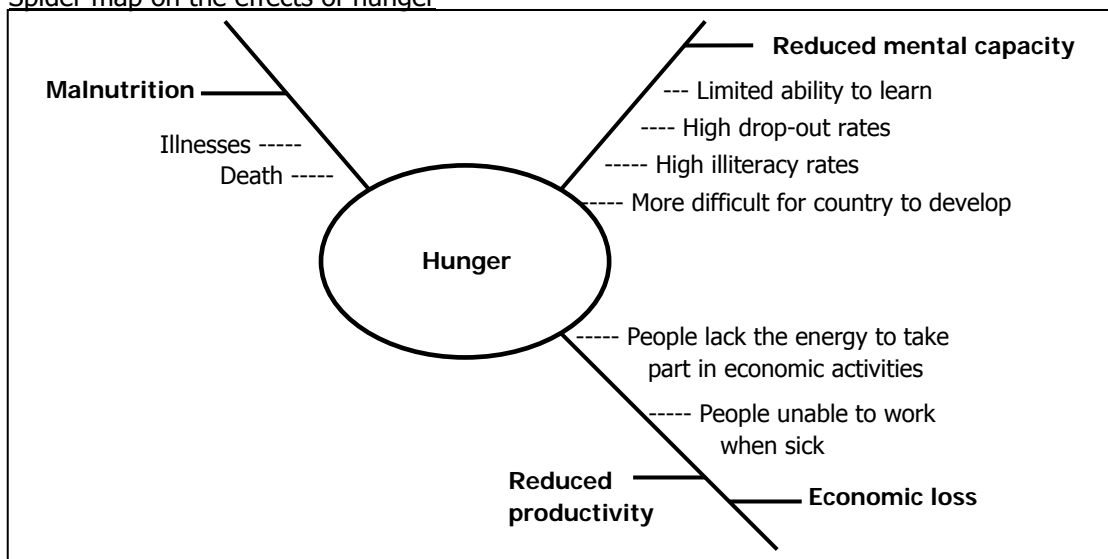 Spider map on the effects of hunger
Reduced mental capacity
Malnutrition
--- Limited ability to learn
---- High drop-out rates
Illnesses -----
----- High illiteracy rates
Death -----
----- More difficult for country to develop
Hunger
----- People lack the energy to take
part in economic activities
----- People unable to work
when sick
Reduced
productivity
Economic loss